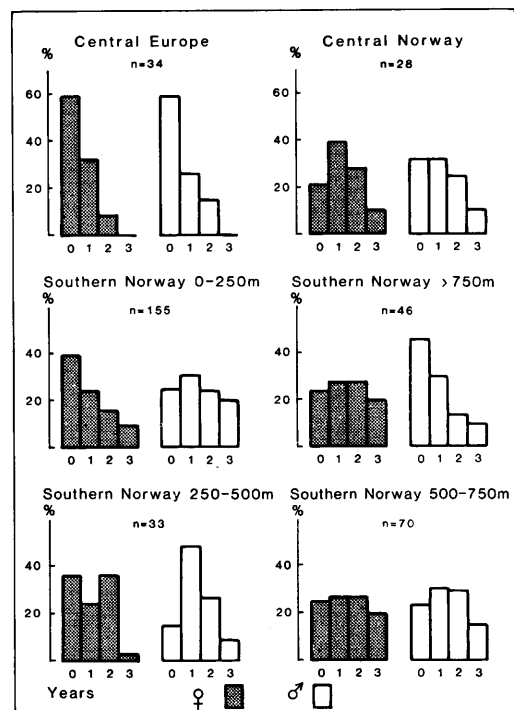 Central Europe
n=34
%
60
40
20
0 1 2 3
0 1 2 3
Central Norway
n=28
%
60
40
20
0 1 2 3
0 1 2 3
Southern Norway 0-250m
n=155
%
40
20
0 1 2 3
0 1 2 3
Southern Norway >750m
n=46
%
40
20
0 1 2 3
0 1 2 3
Southern Norway 250-500m
n=33
%
40
20
0 1 2 3
0 1 2 3
Southern Norway 500-750m
n=70
%
40
20
0 1 2 3
0 1 2 3
Years ♀ ♂